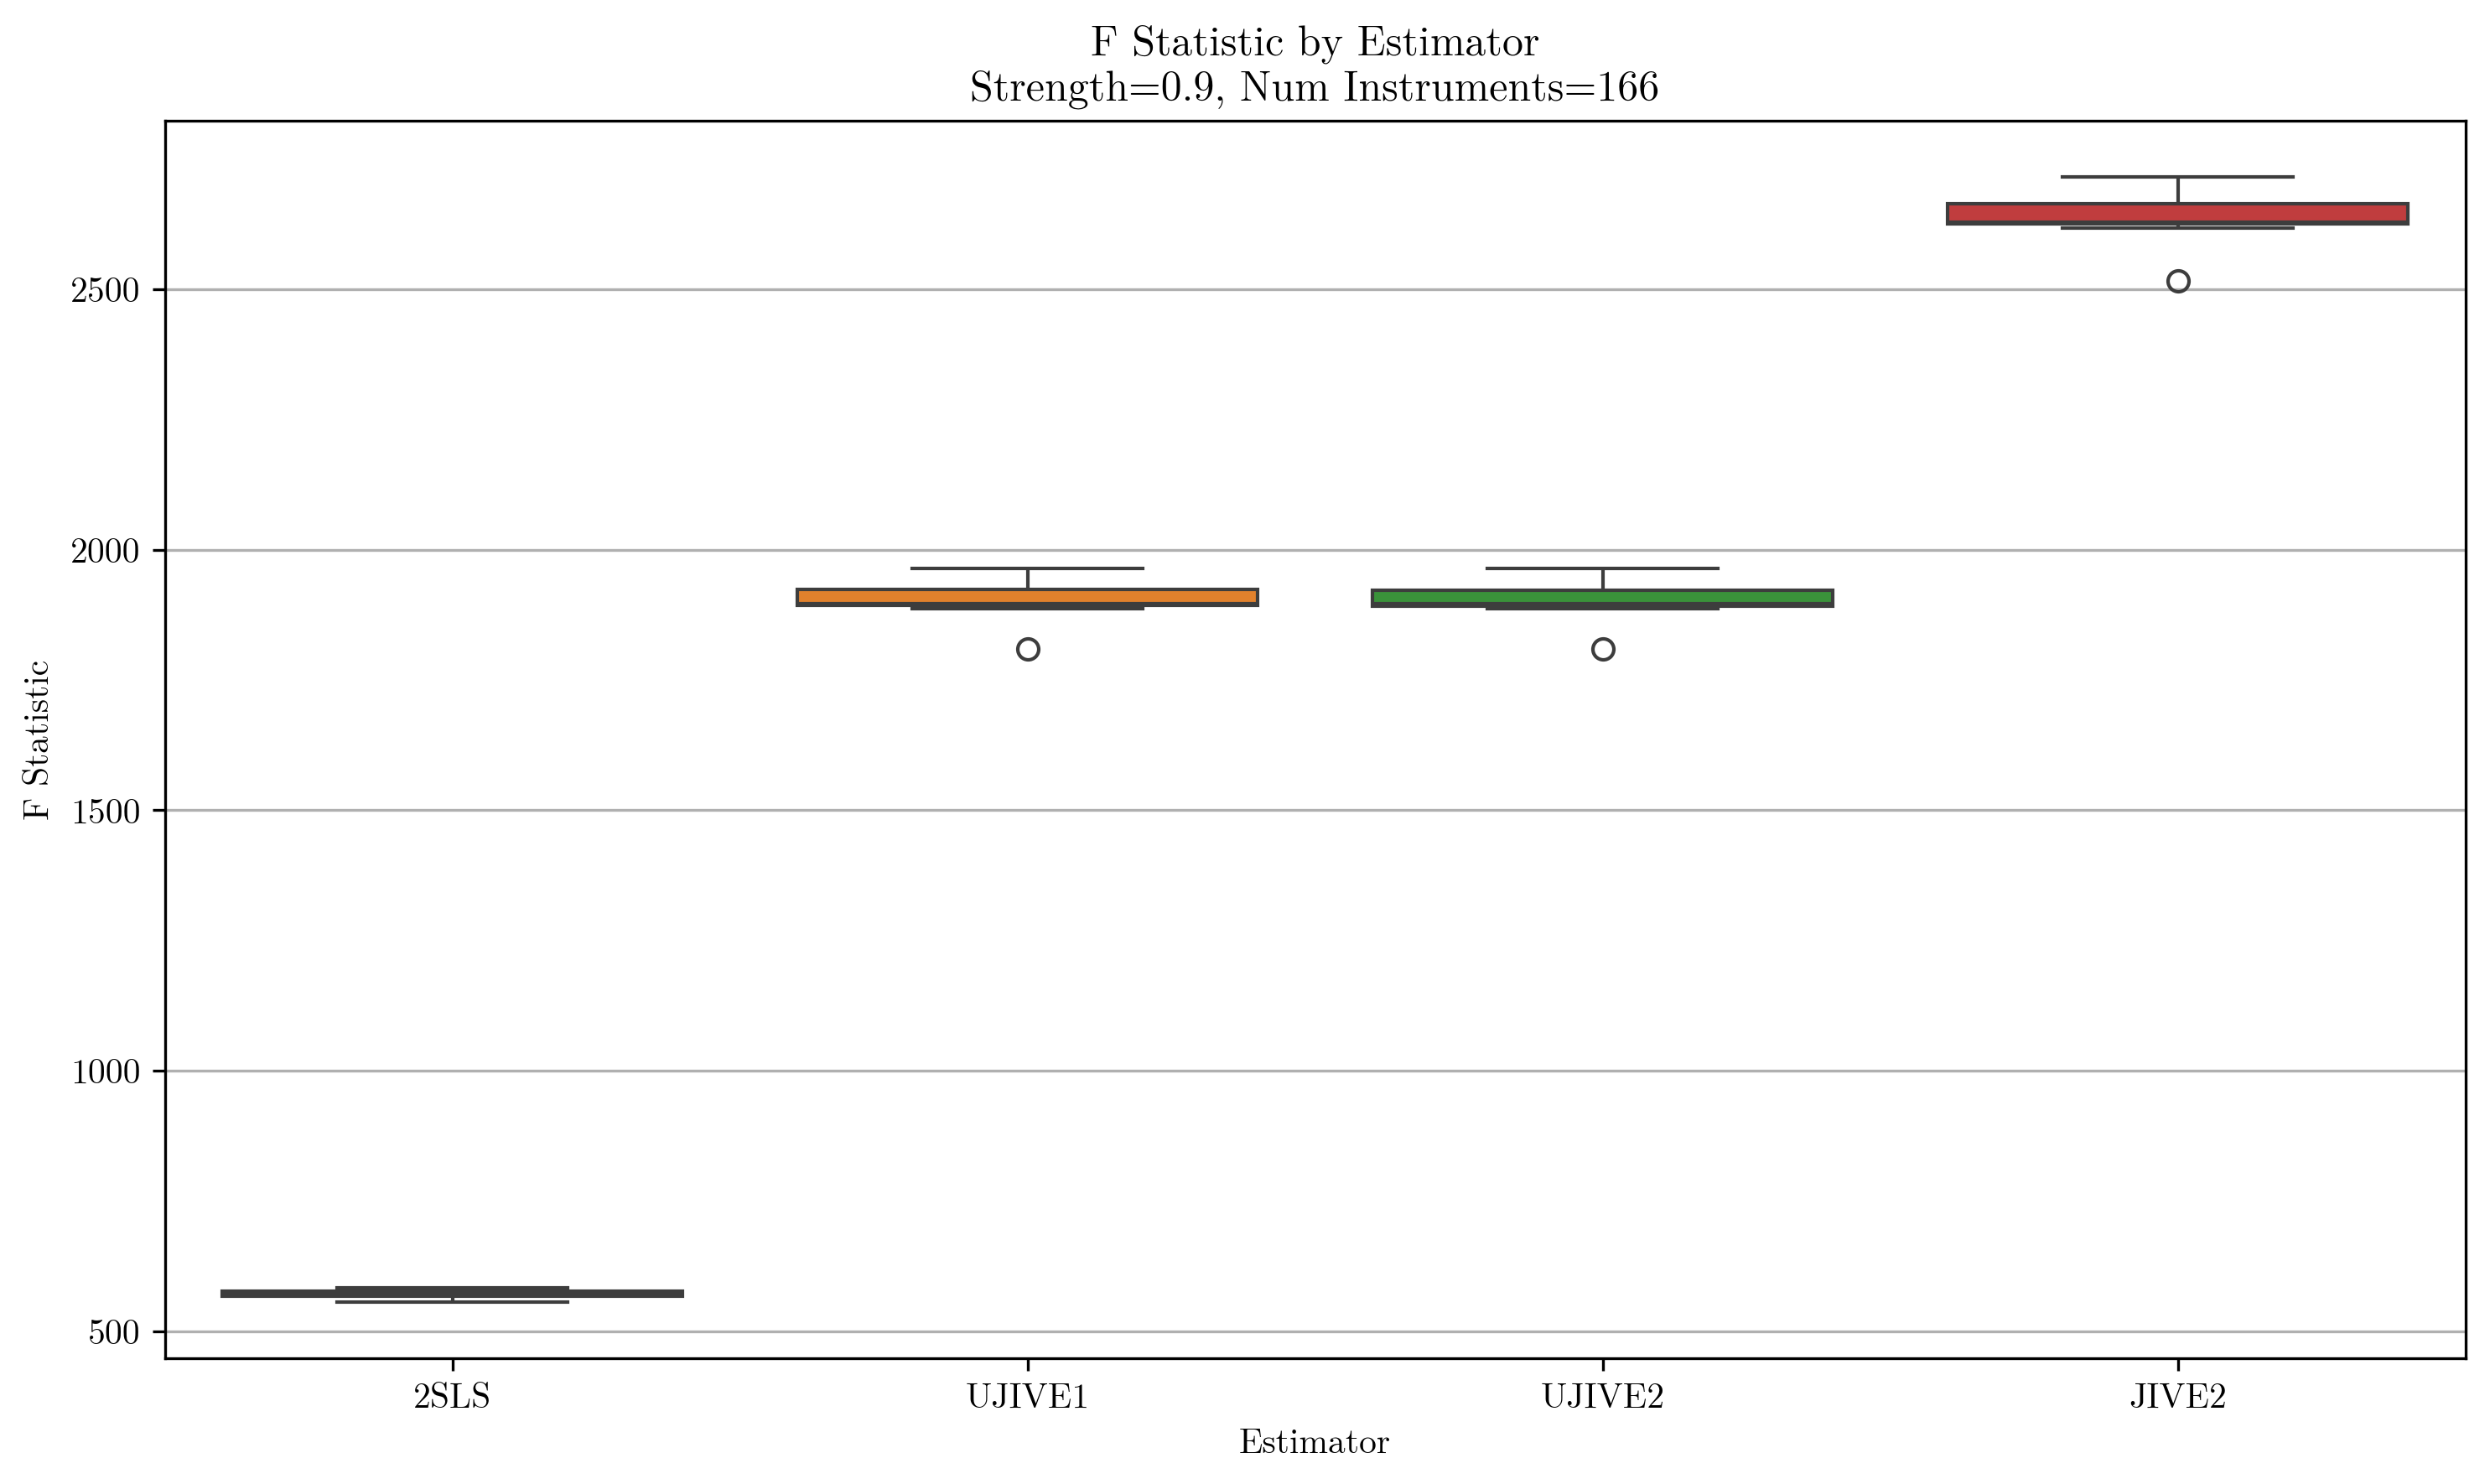 F Statistic by Estimator
Strength=0.9, Num Instruments=166
F Statistic
2500
2000
1500
1000
500
2SLS
UJIVE1
UJIVE2
JIVE2
Estimator